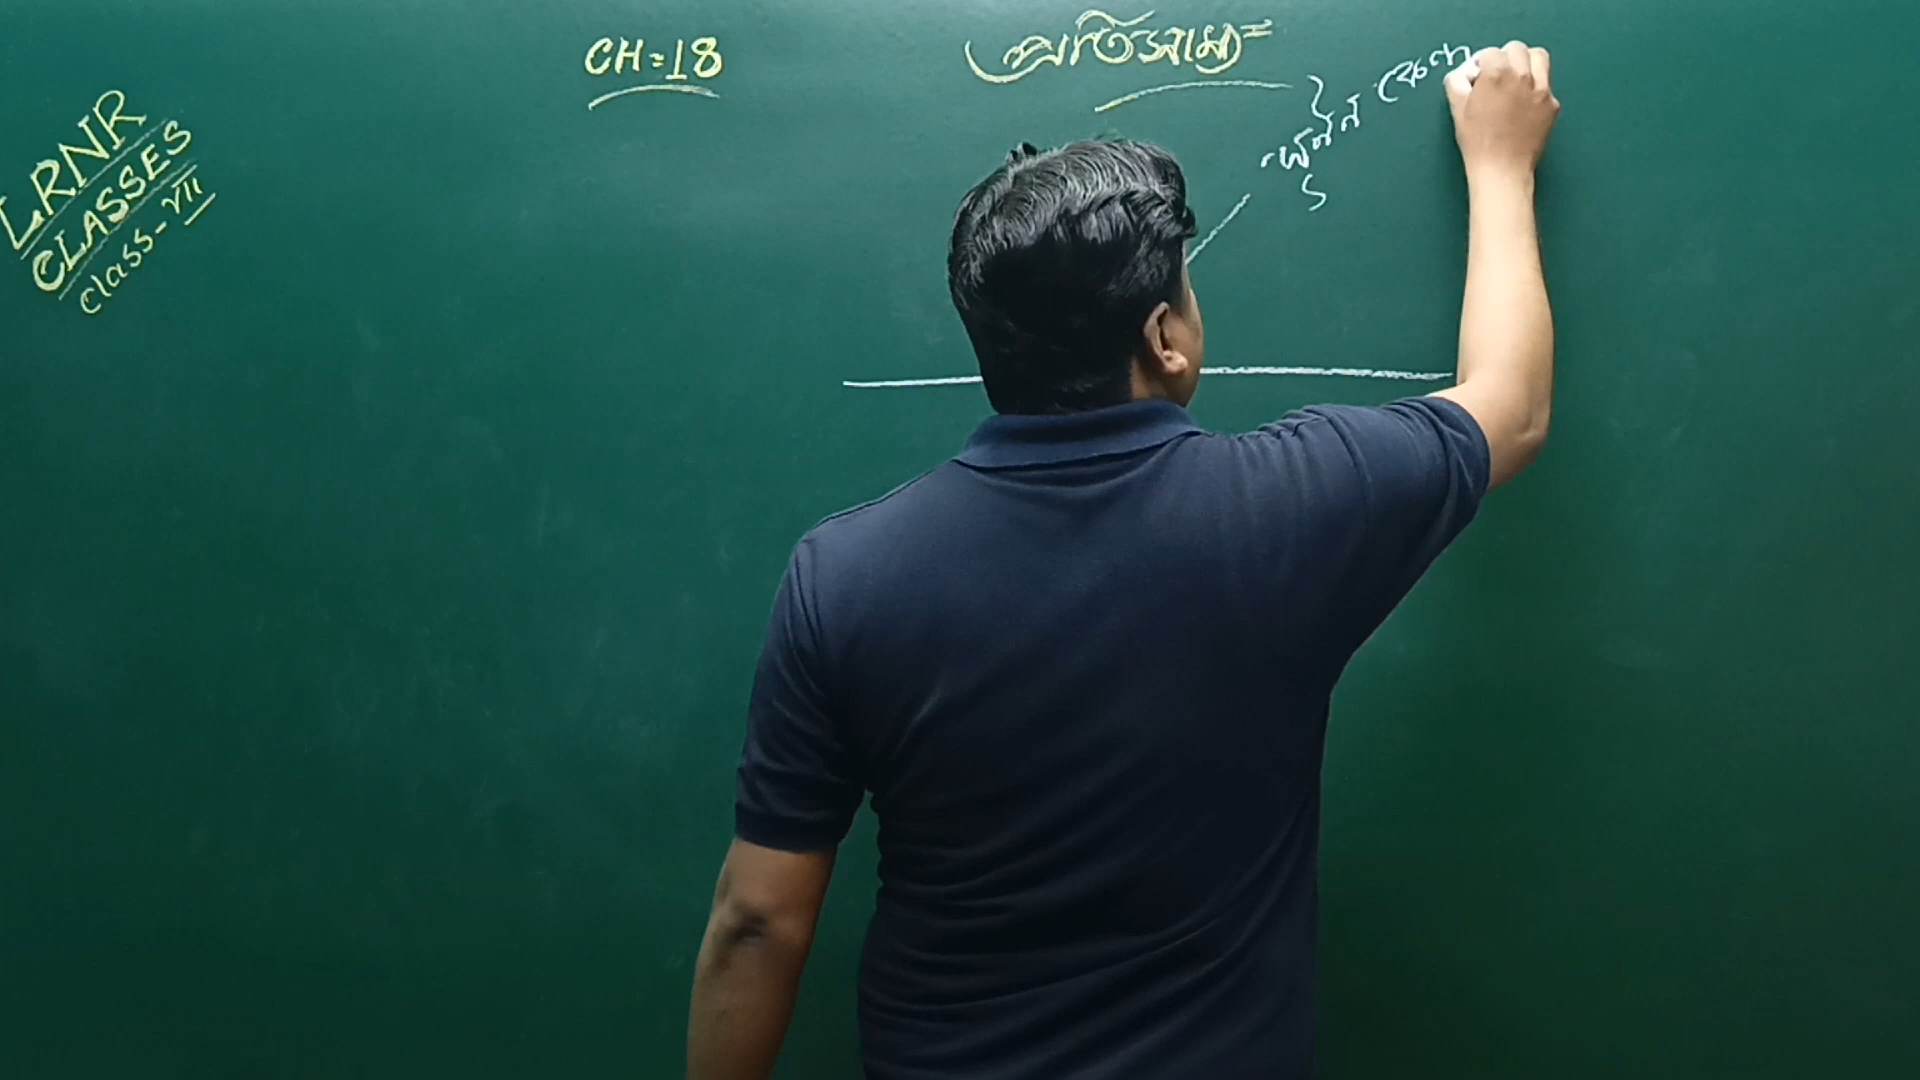 LRNR
CLASSES
Class-VII
CH=18
প্রতিসাম্য=
ঘূর্ণন কোণ